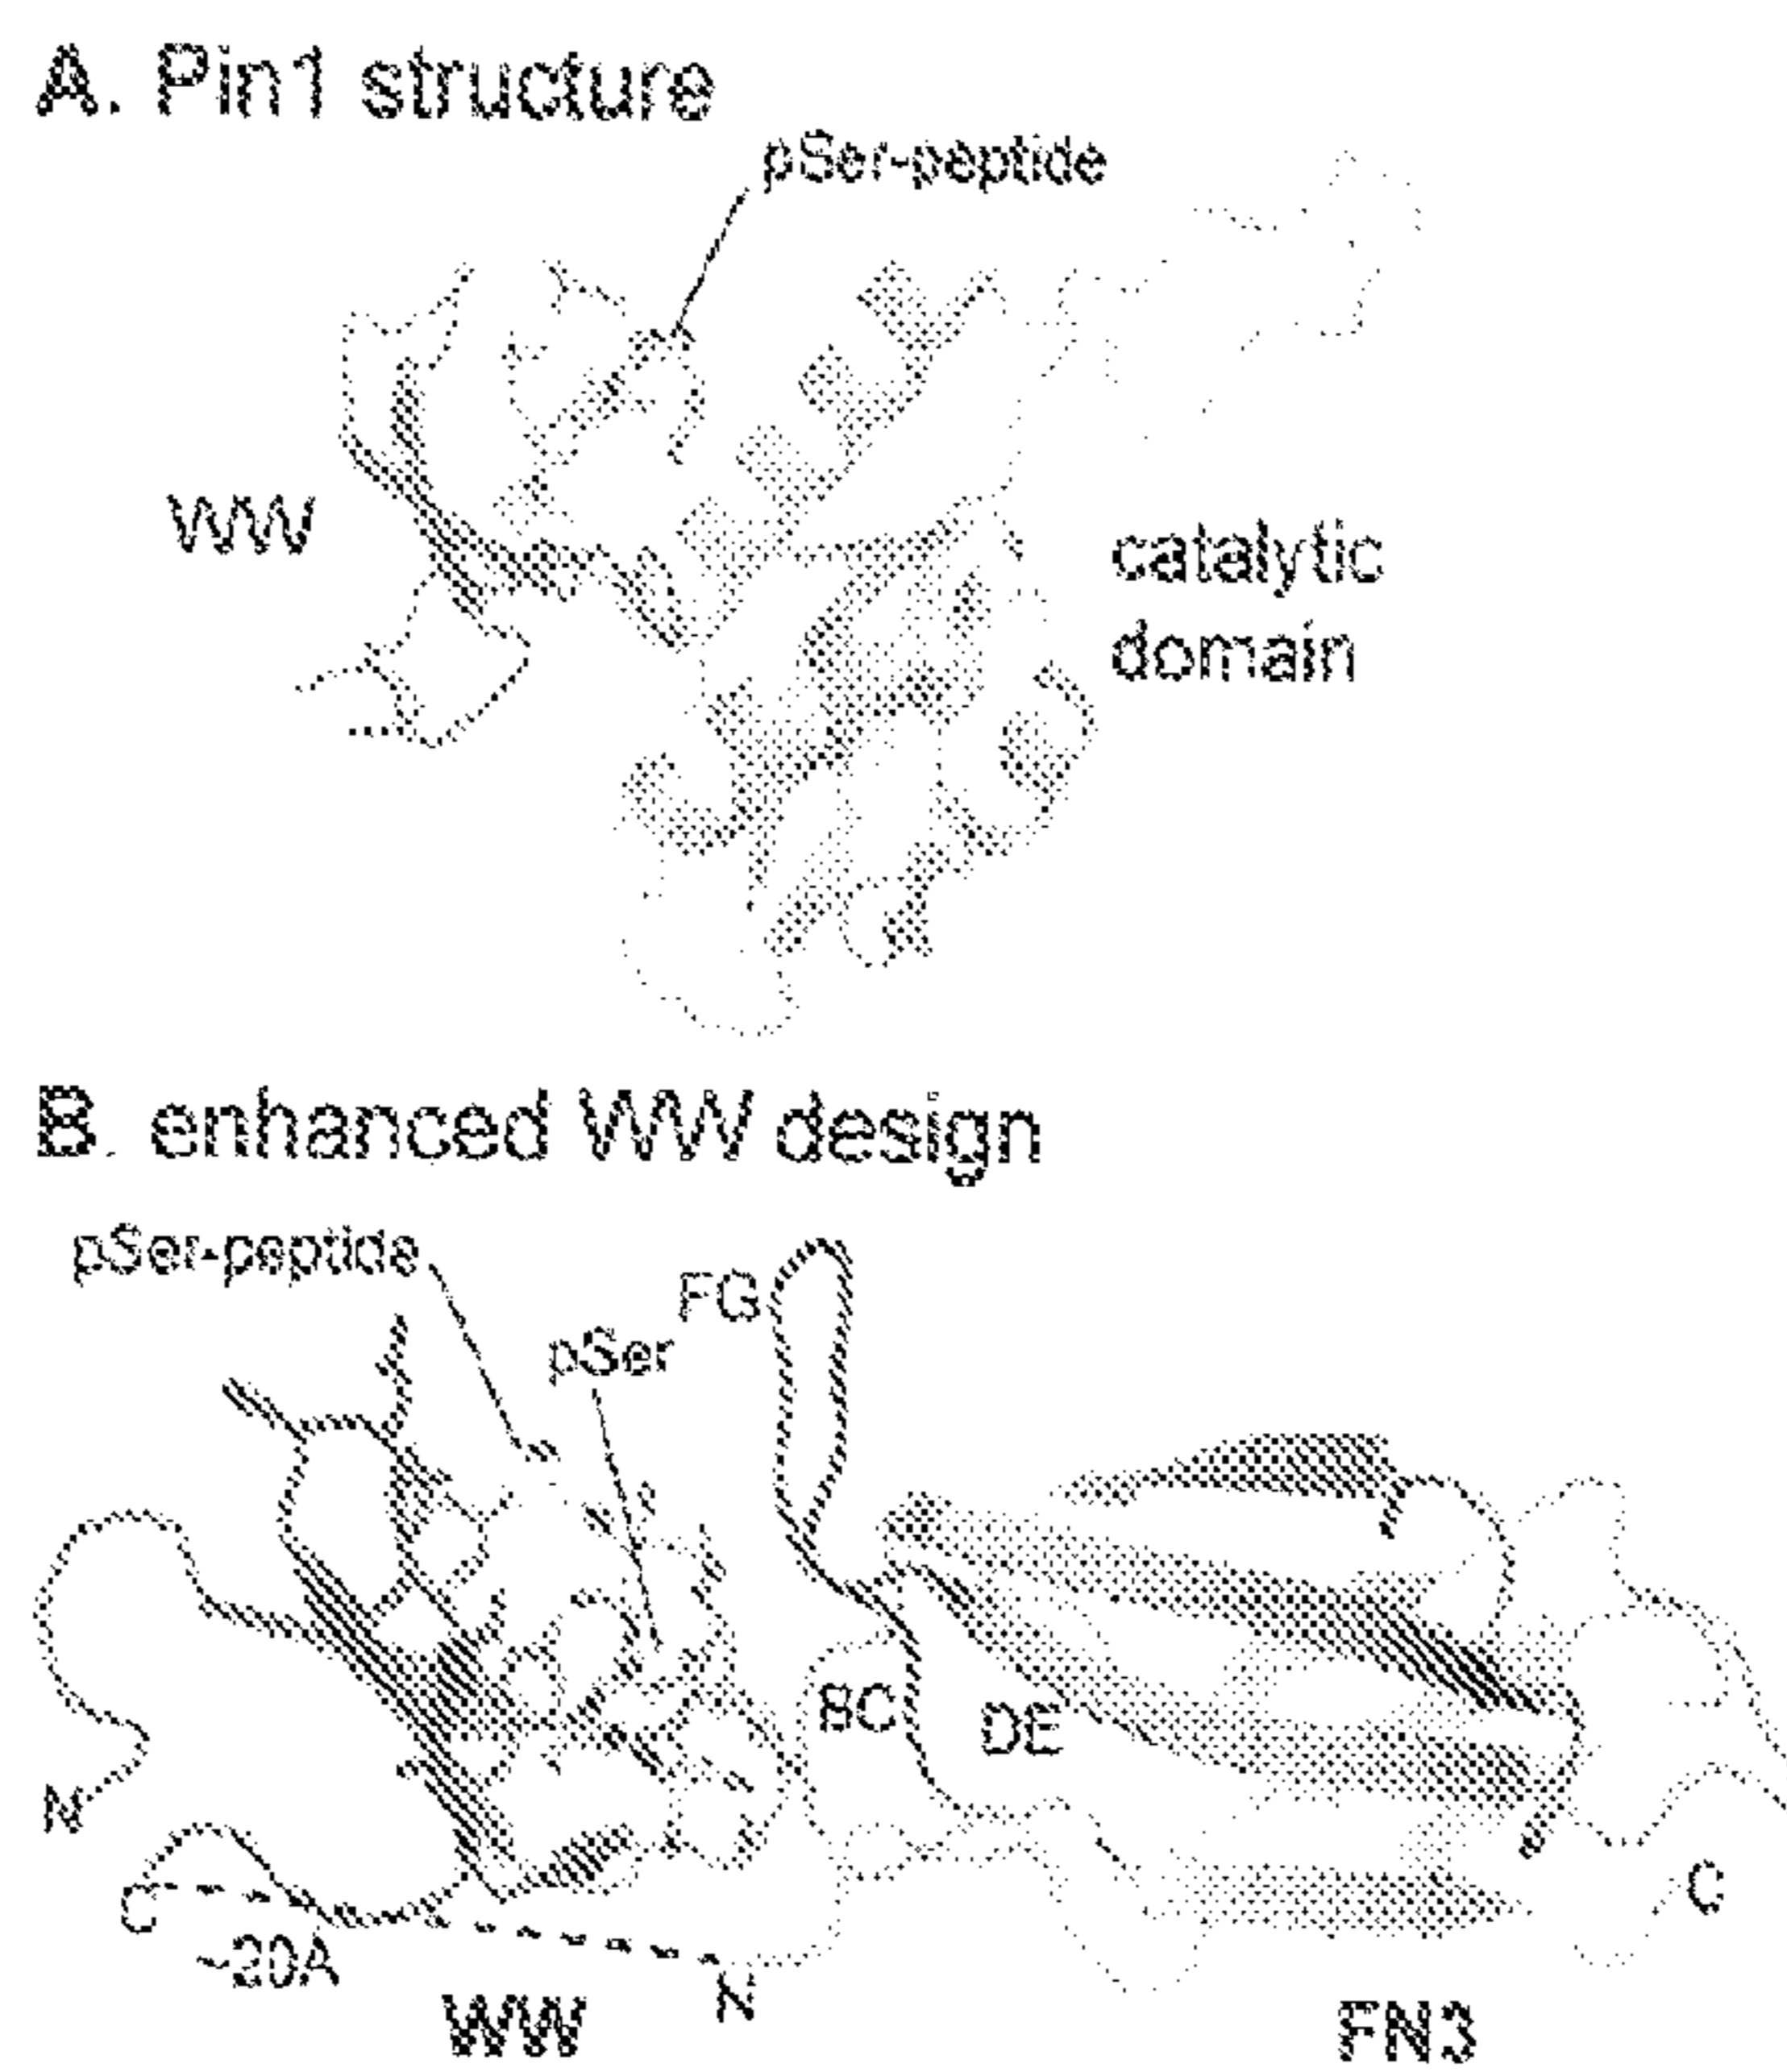 A. Pin1 structure
pSer-peptide
WW
catalytic
domain
B. enhanced WW design
pSer-peptide
FG
pSer
BC
DE
N
C
~20A
N
C
WW
FN3